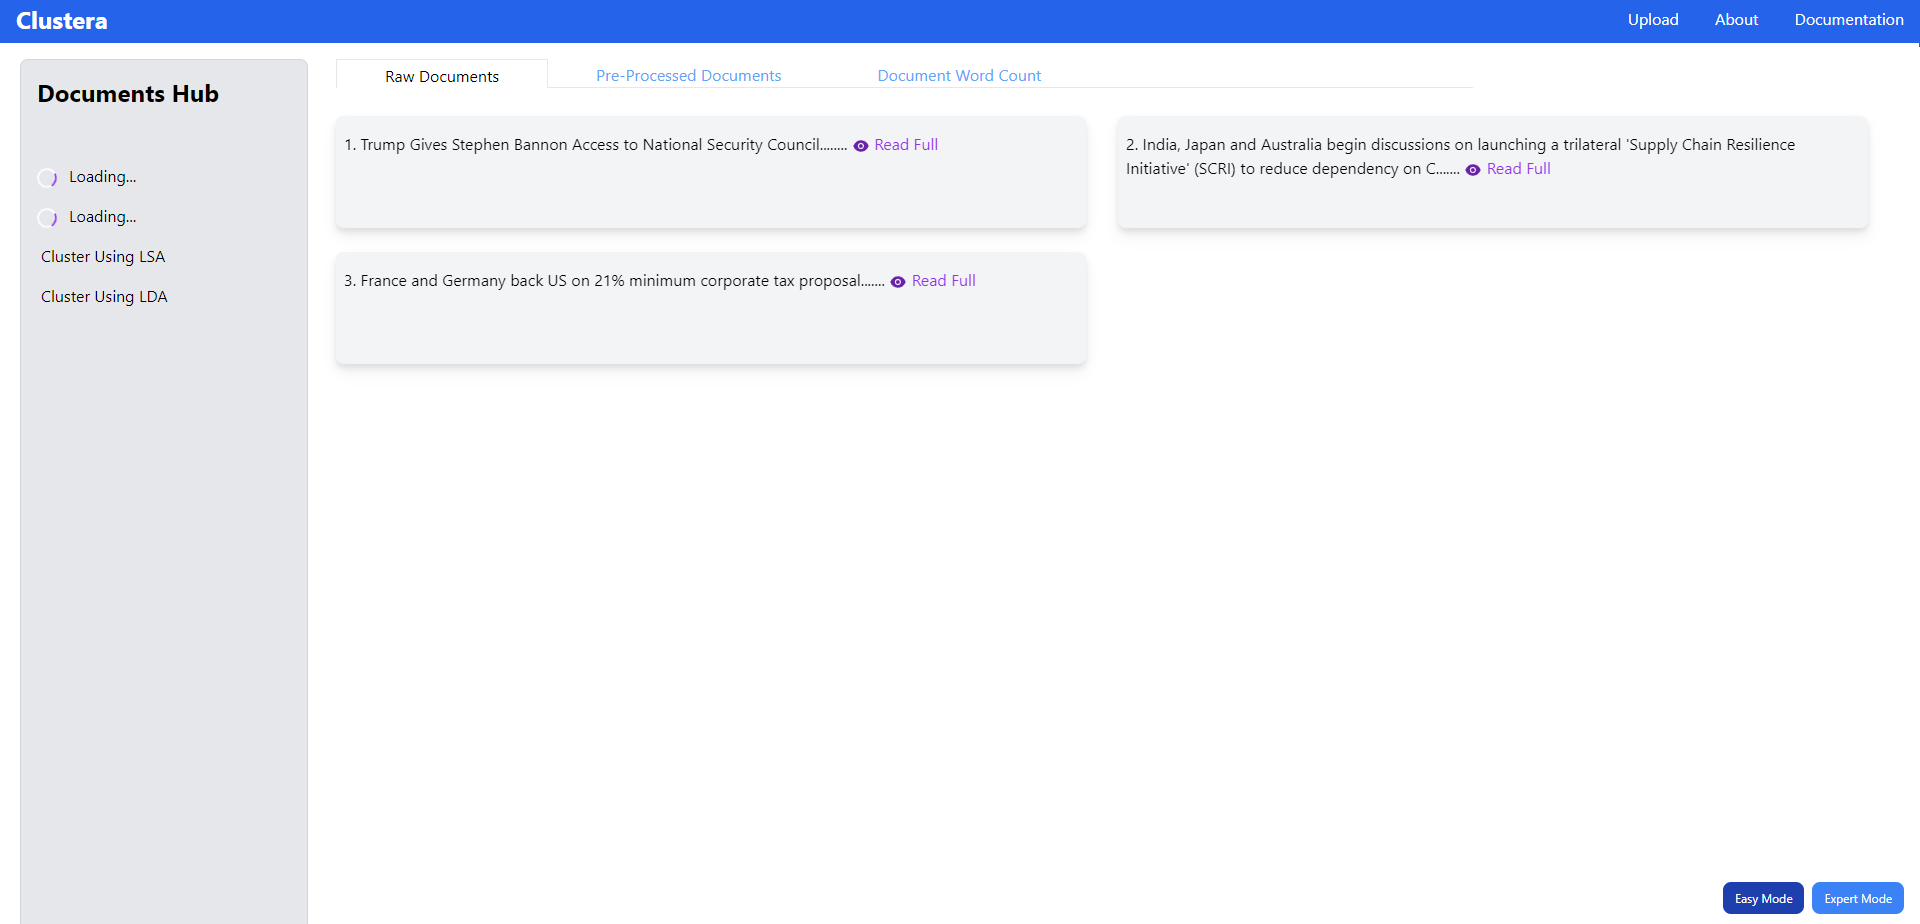 Clustera
Upload About Documentation
Documents Hub
Loading...
Loading...
Cluster Using LSA
Cluster Using LDA
Raw Documents Pre-Processed Documents Document Word Count
1. Trump Gives Stephen Bannon Access to National Security Council........ Read Full
2. India, Japan and Australia begin discussions on launching a trilateral 'Supply Chain Resilience
Initiative' (SCRI) to reduce dependency on C....... Read Full
3. France and Germany back US on 21% minimum corporate tax proposal....... Read Full
Easy Mode Expert Mode